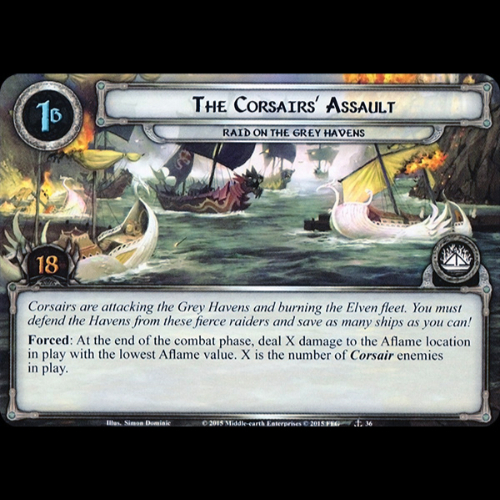 1B
THE CORSAIRS' ASSAULT
RAID ON THE GREY HAVENS
18
Corsairs are attacking the Grey Havens and burning the Elven fleet. You must
defend the Havens from these fierce raiders and save as many ships as you can!
Forced: At the end of the combat phase, deal X damage to the Aflame location
in play with the lowest Aflame value. X is the number of Corsair enemies
in play.
Illus. Simon Dominic © 2015 Middle-earth Enterprises © 2015 FFG 36